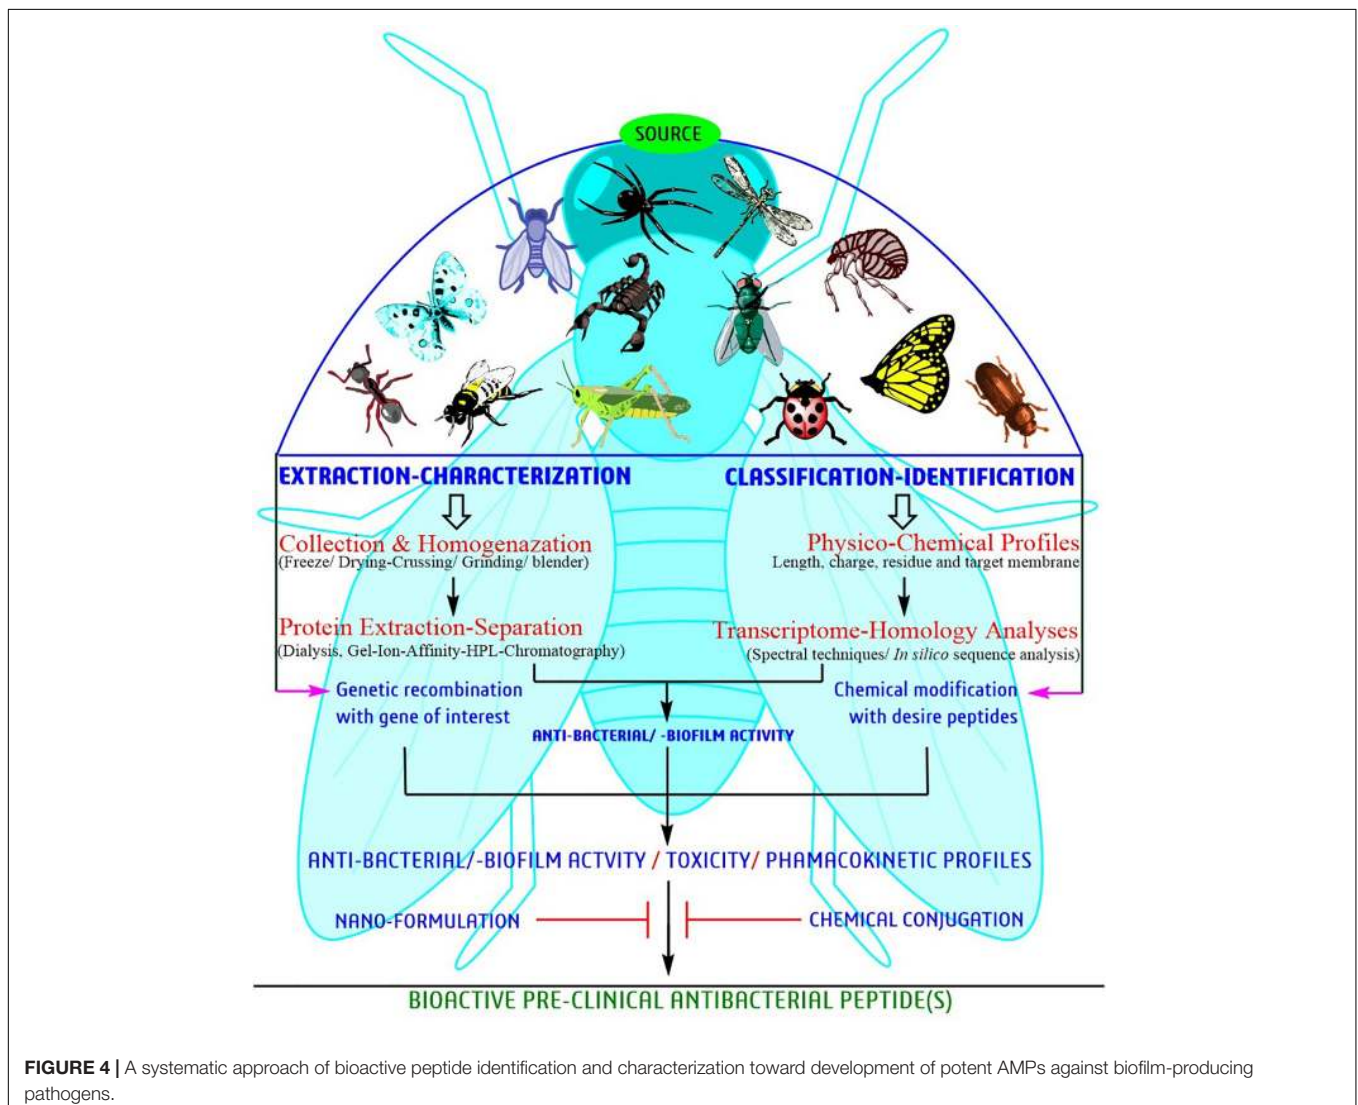 SOURCE
EXTRACTION-CHARACTERIZATION
Collection & Homogenazation
(Freeze/ Drying-Crussing/ Grinding/ blender)
Protein Extraction-Separation
(Dialysis, Gel-Ion-Affinity-HPL-Chromatography)
Genetic recombination
with gene of interest
CLASSIFICATION-IDENTIFICATION
Physico-Chemical Profiles
Length, charge, residue and target membrane
Transcriptome-Homology Analyses
(Spectral techniques/ In silico sequence analysis)
Chemical modification
with desire peptides
ANTI-BACTERIAL/ -BIOFILM ACTIVITY
ANTI-BACTERIAL/-BIOFILM ACTVITY / TOXICITY/ PHAMACOKINETIC PROFILES
NANO-FORMULATION
CHEMICAL CONJUGATION
BIOACTIVE PRE-CLINICAL ANTIBACTERIAL PEPTIDE(S)
FIGURE 4 | A systematic approach of bioactive peptide identification and characterization toward development of potent AMPs against biofilm-producing
pathogens.